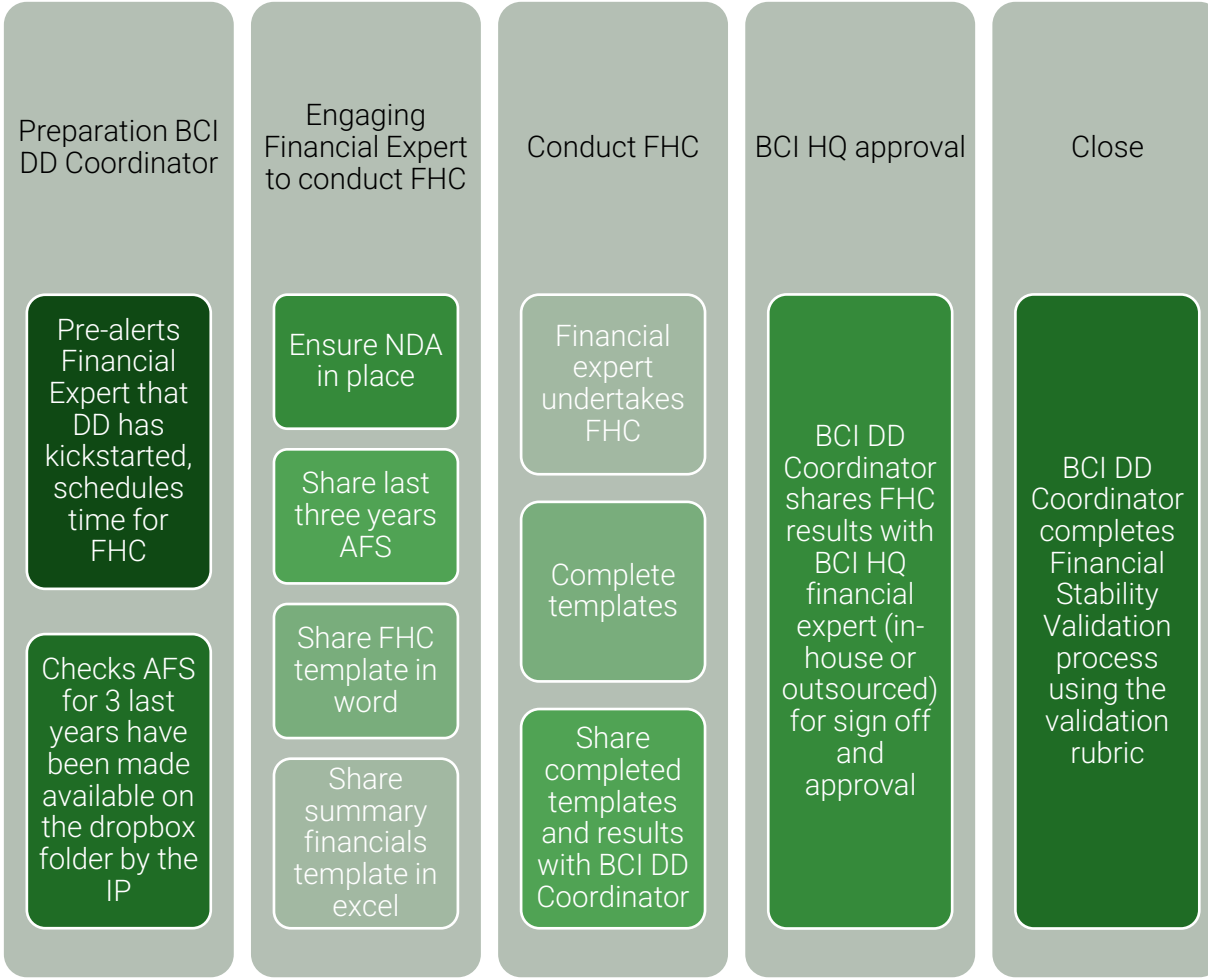 Preparation BCI
DD Coordinator
Pre-alerts
Financial
Expert that
DD has
kickstarted,
schedules
time for
FHC
Checks AFS
for 3 last
years have
been made
available on
the dropbox
folder by the
IP
Engaging
Financial Expert
to conduct FHC
Ensure NDA
in place
Share last
three years
AFS
Share FHC
template in
word
Share
summary
financials
template in
excel
Conduct FHC
Financial
expert
undertakes
FHC
Complete
templates
Share
completed
templates
and results
with BCI DD
Coordinator
BCI HQ approval
BCI DD
Coordinator
shares FHC
results with
BCI HQ
financial
expert (in-
house or
outsourced)
for sign off
and
approval
Close
BCI DD
Coordinator
completes
Financial
Stability
Validation
process
using the
validation
rubric